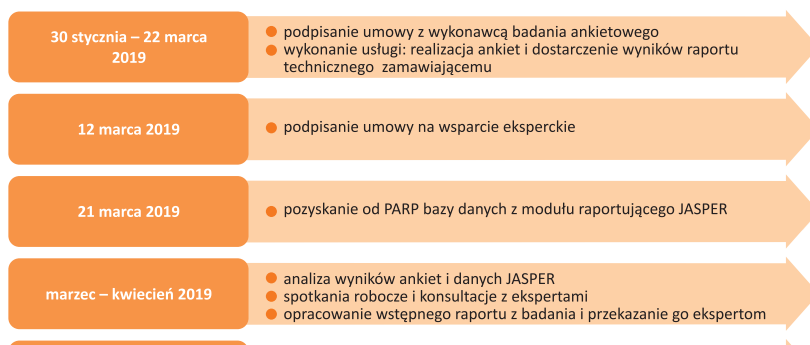 30 stycznia – 22 marca
2019
podpisanie umowy z wykonawcą badania ankietowego
wykonanie usługi: realizacja ankiet i dostarczenie wyników raportu
technicznego zamawiającemu
12 marca 2019
podpisanie umowy na wsparcie eksperckie
21 marca 2019
pozyskanie od PARP bazy danych z modułu raportującego JASPER
marzec – kwiecień 2019
analiza wyników ankiet i danych JASPER
spotkania robocze i konsultacje z ekspertami
opracowanie wstępnego raportu z badania i przekazanie go ekspertom